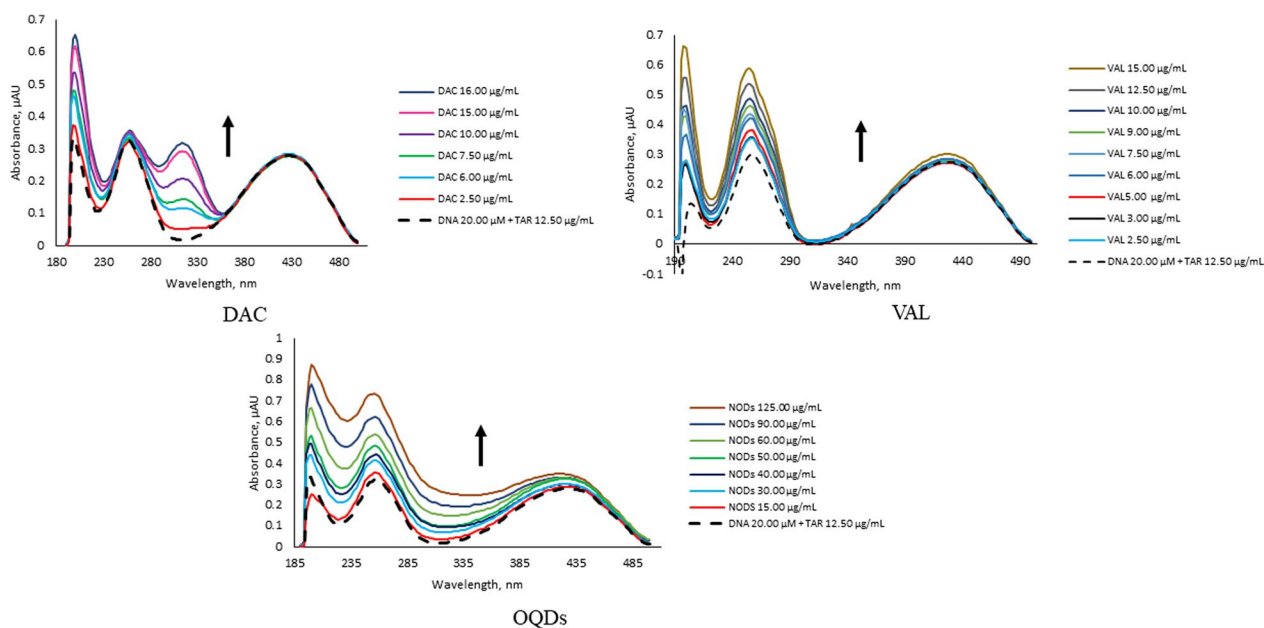 0.7
0.6
0.5
0.4
0.3
0.2
0.1
0
180 230 280 330 380 430 480
Absorbance, µAU
Wavelength, nm
DAC 16.00 µg/mL
DAC 15.00 µg/mL
DAC 10.00 µg/mL
DAC 7.50 µg/mL
DAC 6.00 µg/mL
DAC 2.50 µg/mL
DNA 20.00 µM + TAR 12.50 µg/mL
DAC
0.7
0.6
0.5
0.4
0.3
0.2
0.1
0
-0.1
190 240 290 340 390 440 490
Absorbance, µAU
Wavelength, nm
VAL 15.00 µg/mL
VAL 12.50 µg/mL
VAL 10.00 µg/mL
VAL 9.00 µg/mL
VAL 7.50 µg/mL
VAL 6.00 µg/mL
VAL5.00 µg/mL
VAL 3.00 µg/mL
VAL 2.50 µg/mL
DNA 20.00 µM + TAR 12.50 µg/mL
VAL
1
0.9
0.8
0.7
0.6
0.5
0.4
0.3
0.2
0.1
0
185 235 285 335 385 435 485
Absorbance, µAU
Wavelength, nm
NODs 125.00 µg/mL
NODs 90.00 µg/mL
NODs 60.00 µg/mL
NODs 50.00 µg/mL
NODs 40.00 µg/mL
NODs 30.00 µg/mL
NODS 15.00 µg/mL
DNA 20.00 µM + TAR 12.50 µg/mL
OQDs